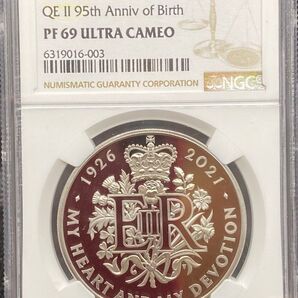 QE II 95th Anniv of Birth
PF 69 ULTRA CAMEO
6319016-003
NUMISMATIC GUARANTY CORPORATION
NGC
1926
2021
EIIR
MY HEART AND MY DEVOTION